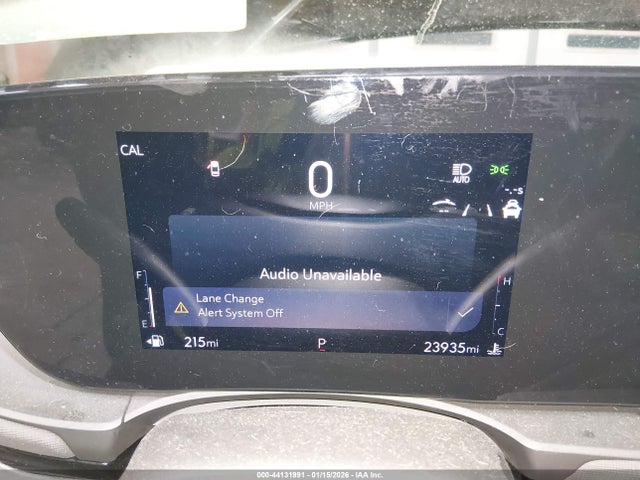 CAL
0
MPH
AUTO
-.-s
Audio Unavailable
Lane Change
Alert System Off
F
E
H
C
215mi
P
23935mi
000-44131991 - 01/15/2026 - IAA Inc.